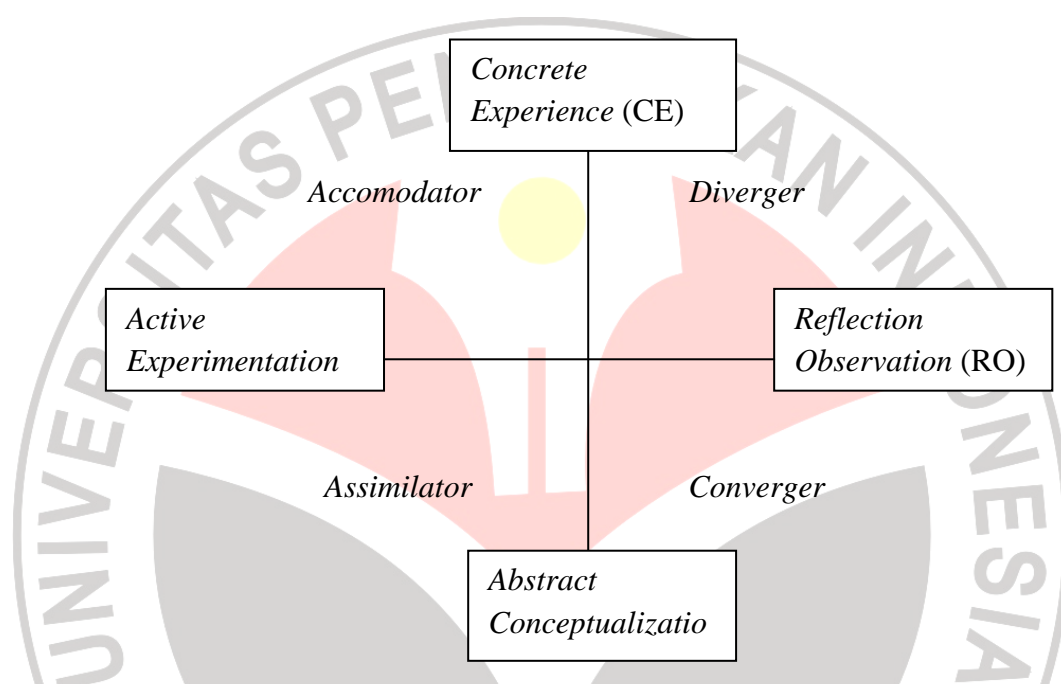 Concrete
Experience (CE)
Accomodator
Diverger
Active
Experimentation
Reflection
Observation (RO)
Assimilator
Converger
Abstract
Conceptualizatio